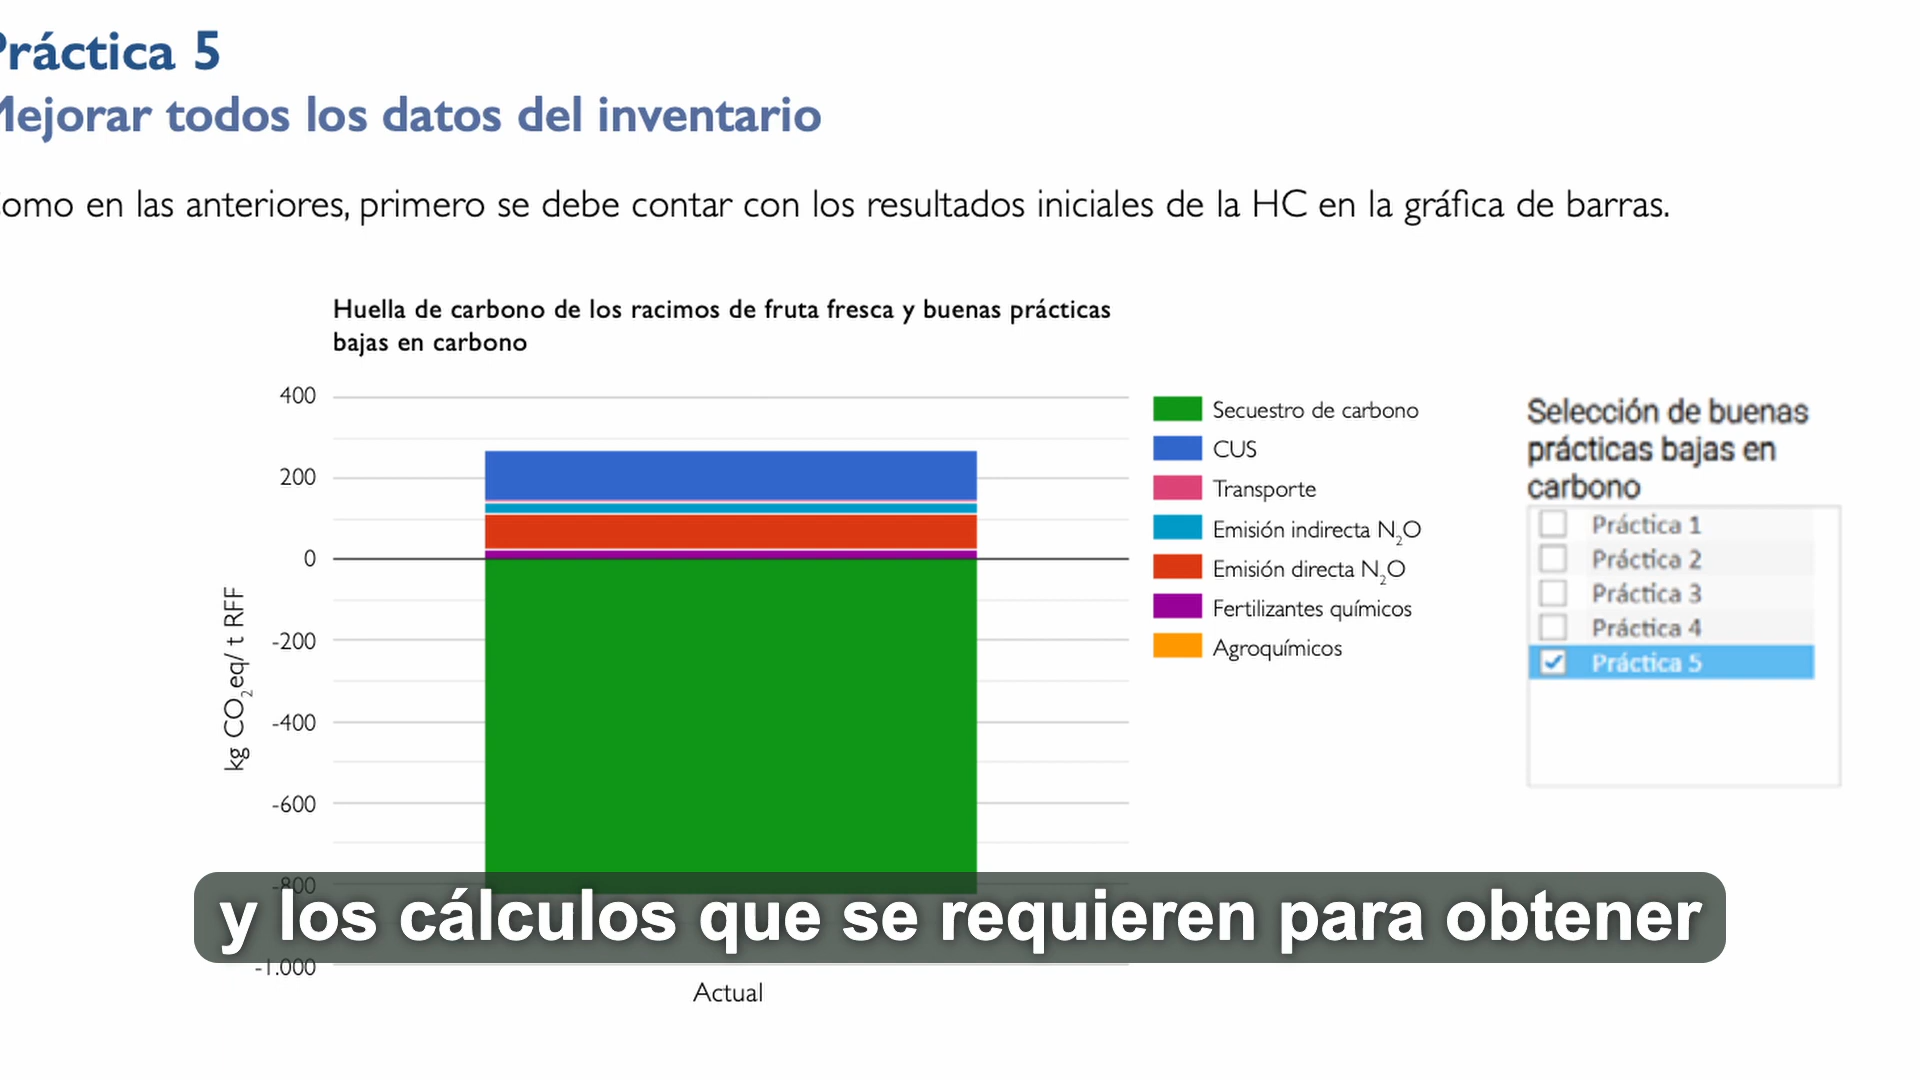 Práctica 5
Mejorar todos los datos del inventario
omo en las anteriores, primero se debe contar con los resultados iniciales de la HC en la gráfica de barras.
Huella de carbono de los racimos de fruta fresca y buenas prácticas
bajas en carbono
400
200
0
-200
-400
-600
-800
-1.000
kg CO₂eq/ t RFF
Actual
Secuestro de carbono
CUS
Transporte
Emisión indirecta N₂O
Emisión directa N₂O
Fertilizantes químicos
Agroquímicos
Selección de buenas
prácticas bajas en
carbono
Práctica 1
Práctica 2
Práctica 3
Práctica 4
Práctica 5
y los cálculos que se requieren para obtener